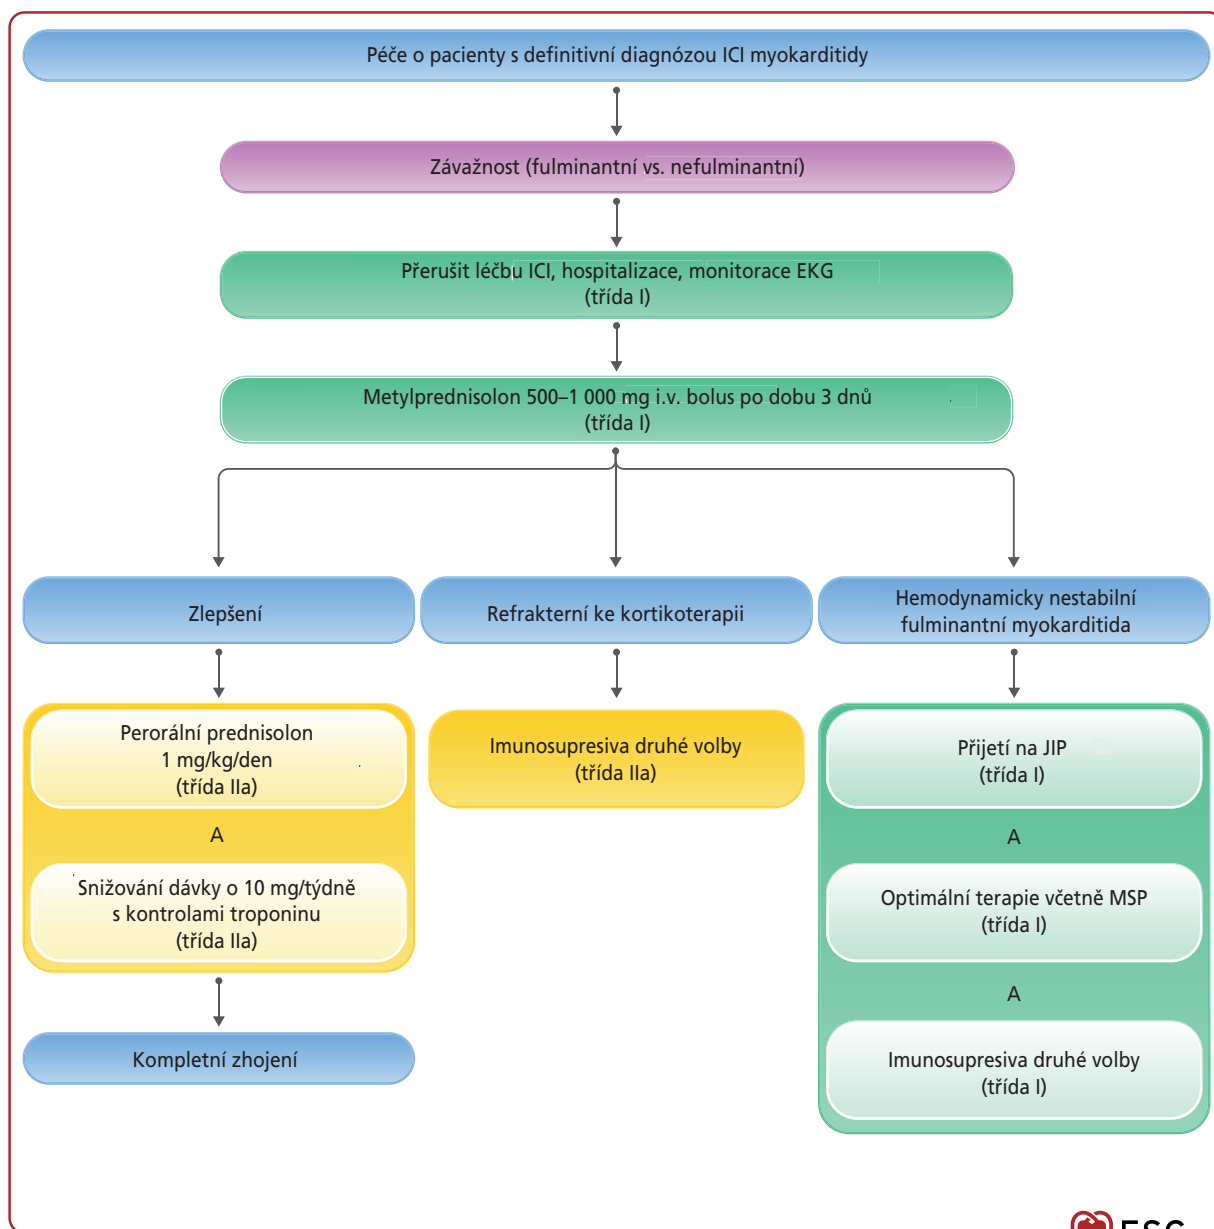 Péče o pacienty s definitivní diagnózou ICI myokarditidy
Závažnost (fulminantní vs. nefulminantní)
Přerušit léčbu ICI, hospitalizace, monitorace EKG
(třída I)
Metylprednisolon 500–1 000 mg i.v. bolus po dobu 3 dnů
(třída I)
Zlepšení
Refrakterní ke kortikoterapii
Hemodynamicky nestabilní
fulminantní myokarditida
Perorální prednisolon
1 mg/kg/den
(třída IIa)
A
Snižování dávky o 10 mg/týdně
s kontrolami troponinu
(třída IIa)
Kompletní zhojení
Imunosupresiva druhé volby
(třída IIa)
Přijetí na JIP
(třída I)
A
Optimální terapie včetně MSP
(třída I)
A
Imunosupresiva druhé volby
(třída I)
ESC